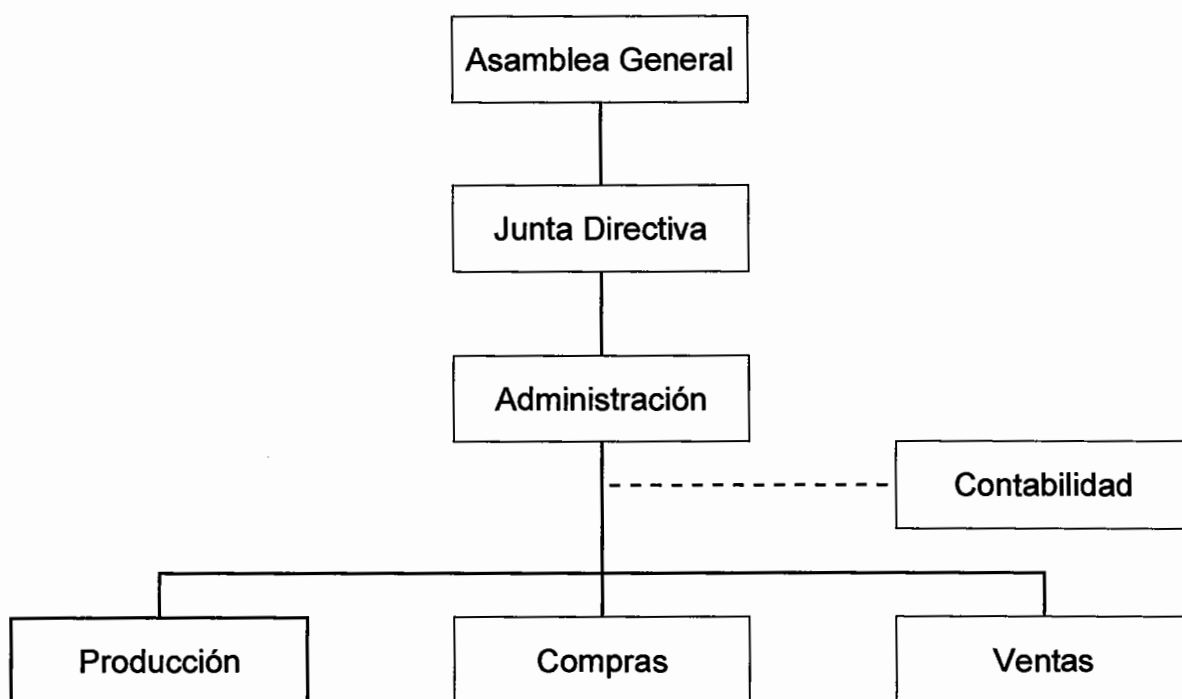 Asamblea General
Junta Directiva
Administración
Contabilidad
Producción
Compras
Ventas